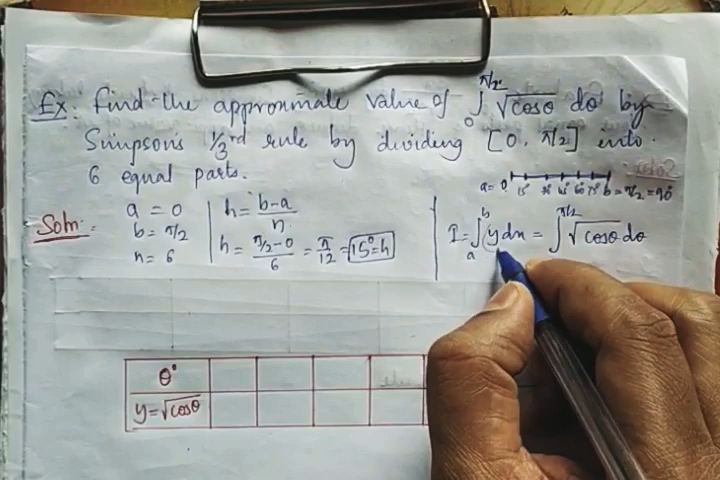 Ex: Find the approximate value of ∫₀^π/2 √cosθ dθ by
Simpson's 1/3rd rule by dividing [0, π/2] into
6 equal parts.
a = 0 15° 30° 45° 60° 75° b = π/2 = 90°
Soln:
a = 0
b = π/2
n = 6
h = b-a/n
h = π/2-0/6 = π/12 = 15° = h
I = ∫ₐᵇ y dx = ∫^π/2 √cosθ dθ
θ°
y = √cosθ